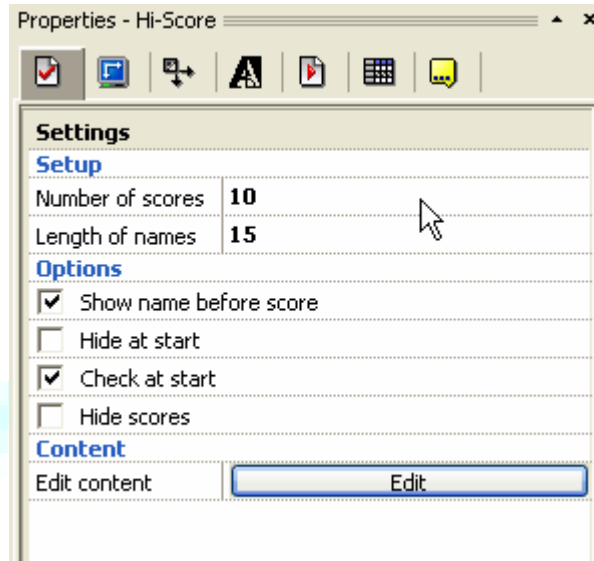 Properties - Hi-Score
Settings
Setup
Number of scores 10
Length of names 15
Options
Show name before score
Hide at start
Check at start
Hide scores
Content
Edit content Edit